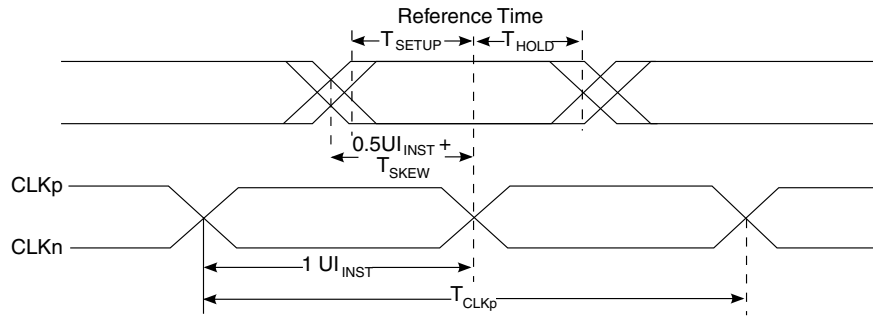 Reference Time
TSETUP
THOLD
0.5UIINST +
TSKEW
CLKp
CLKn
1 UIINST
TCLKp